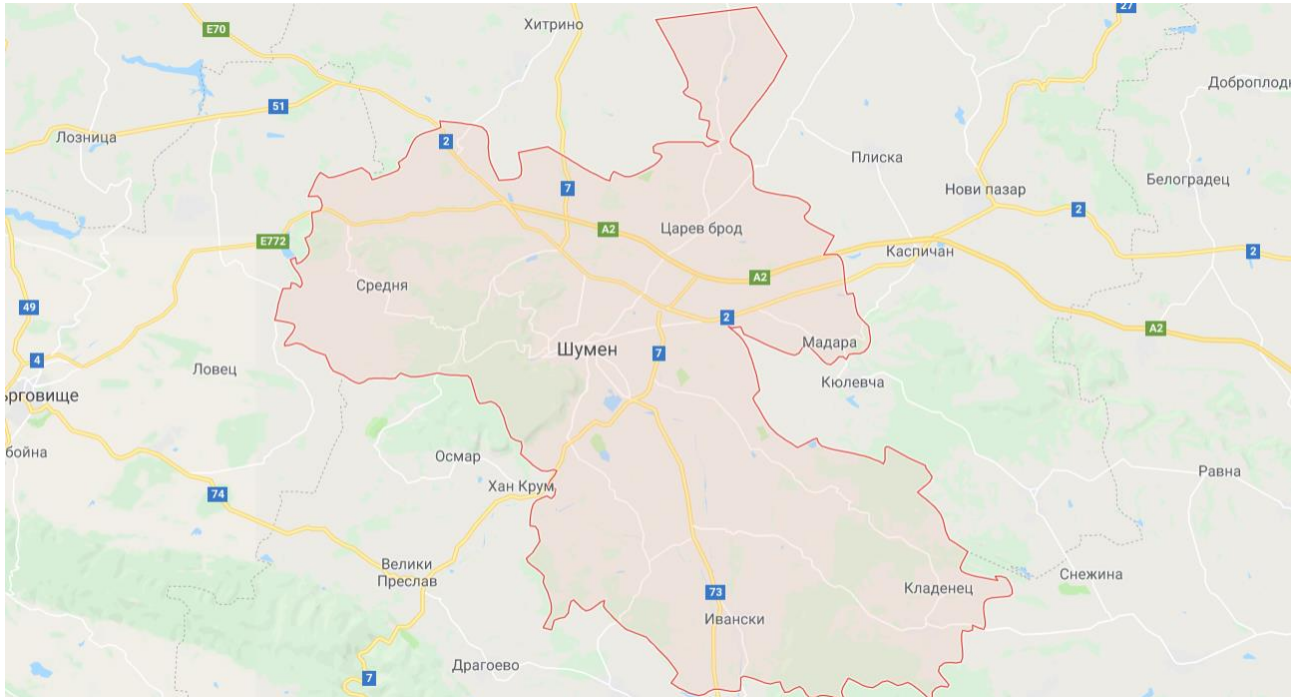 27
Хитрино
E70
Доброплодн
51
Лозница
2
Плиска
Белоградец
7
Нови пазар
2
Царев брод
A2
E772
Каспичан
2
A2
Средня
49
2
A2
Мадара
Шумен
7
4
Ловец
Кюлевча
ърговище
бойна
Осмар
Равна
Хан Крум
74
Велики
Преслав
Снежина
Кладенец
73
Ивански
Драгоево
7